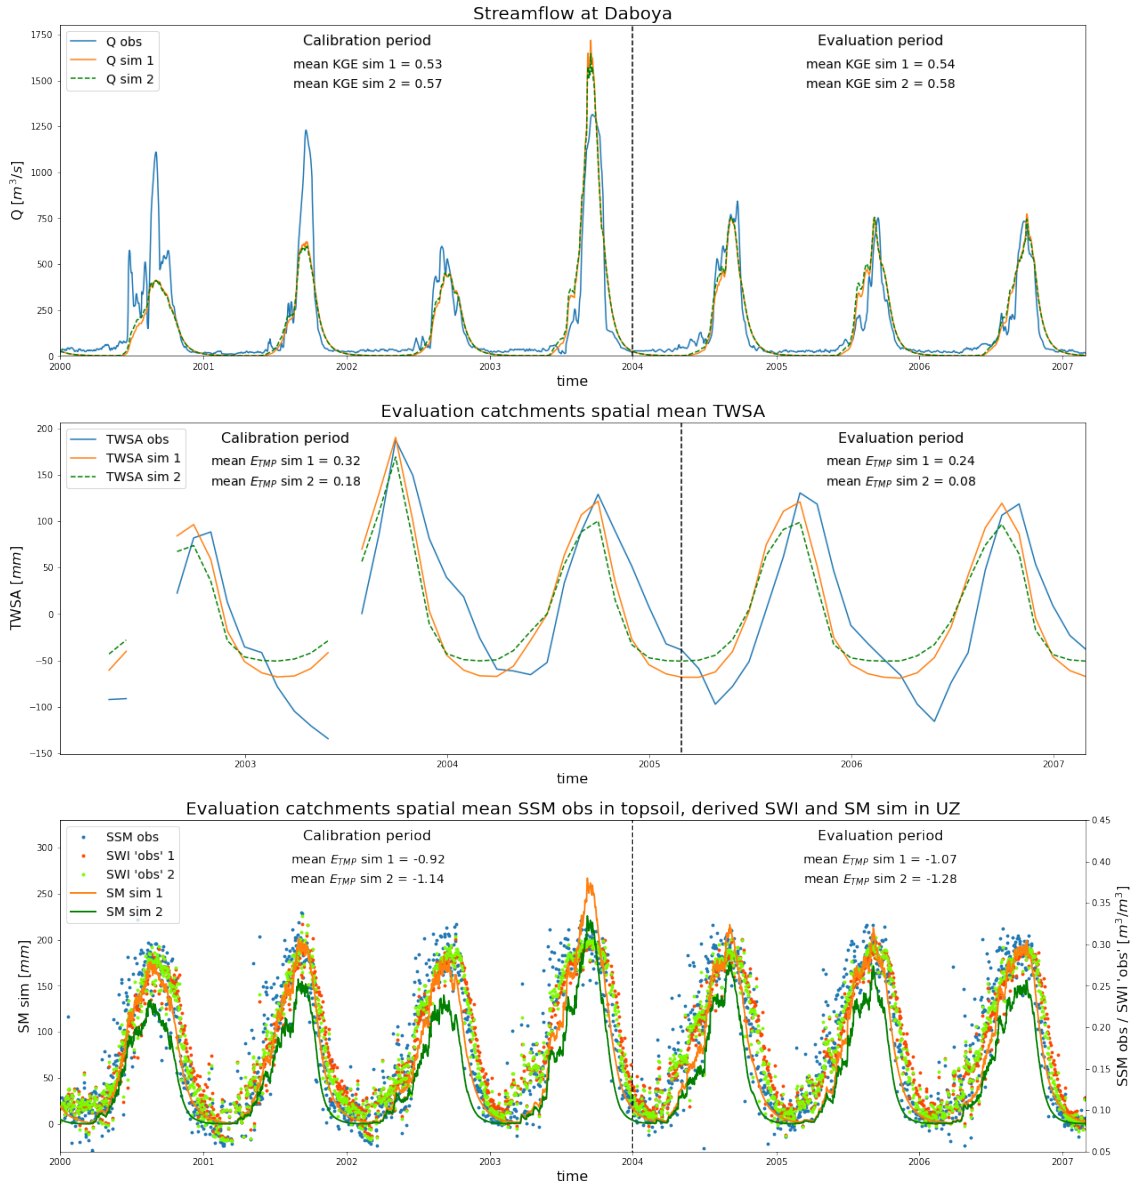 Streamflow at Daboya
Q obs
Q sim 1
Q sim 2
Calibration period
mean KGE sim 1 = 0.53
mean KGE sim 2 = 0.57
Evaluation period
mean KGE sim 1 = 0.54
mean KGE sim 2 = 0.58
Q [m³/s]
1750
1500
1250
1000
750
500
250
0
2000 2001 2002 2003 2004 2005 2006 2007
time
Evaluation catchments spatial mean TWSA
TWSA obs
TWSA sim 1
TWSA sim 2
Calibration period
mean E_TMP sim 1 = 0.32
mean E_TMP sim 2 = 0.18
Evaluation period
mean E_TMP sim 1 = 0.24
mean E_TMP sim 2 = 0.08
TWSA [mm]
200
150
100
50
0
−50
−100
−150
2003 2004 2005 2006 2007
time
Evaluation catchments spatial mean SSM obs in topsoil, derived SWI and SM sim in UZ
SSM obs
SWI 'obs' 1
SWI 'obs' 2
SM sim 1
SM sim 2
Calibration period
mean E_TMP sim 1 = -0.92
mean E_TMP sim 2 = -1.14
Evaluation period
mean E_TMP sim 1 = -1.07
mean E_TMP sim 2 = -1.28
SM sim [mm]
300
250
200
150
100
50
0
SSM obs / SWI 'obs' [m³/m³]
0.45
0.40
0.35
0.30
0.25
0.20
0.15
0.10
0.05
2000 2001 2002 2003 2004 2005 2006 2007
time